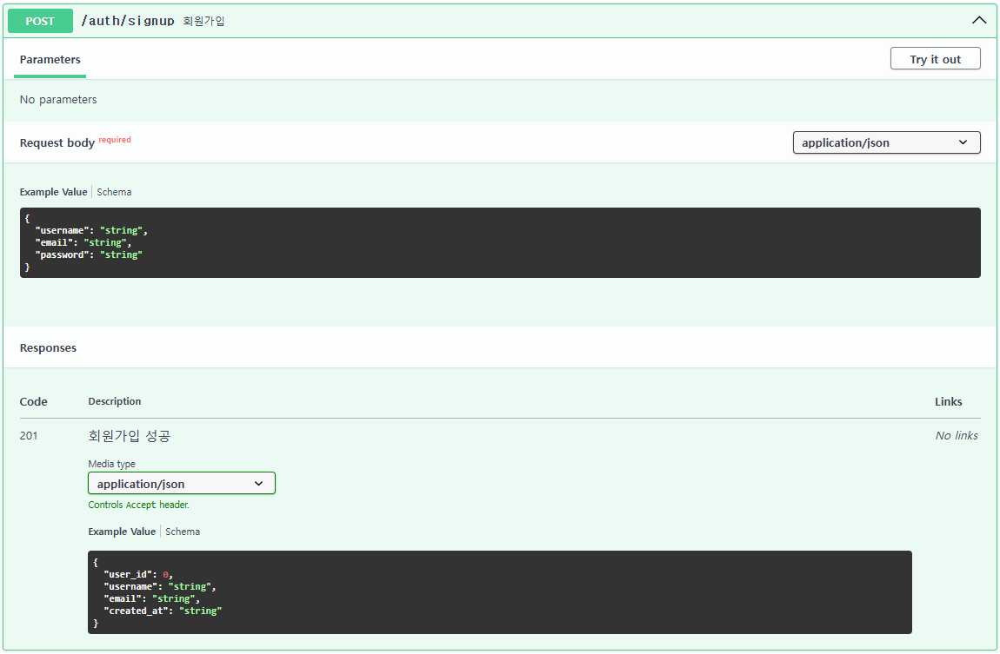 POST /auth/signup 회원가입
Parameters Try it out
No parameters
Request body required application/json
Example Value Schema
{
"username": "string",
"email": "string",
"password": "string"
}
Responses
Code Description Links
201 회원가입 성공 No links
Media type
application/json
Controls Accept header.
Example Value Schema
{
"user_id": 0,
"username": "string",
"email": "string",
"created_at": "string"
}